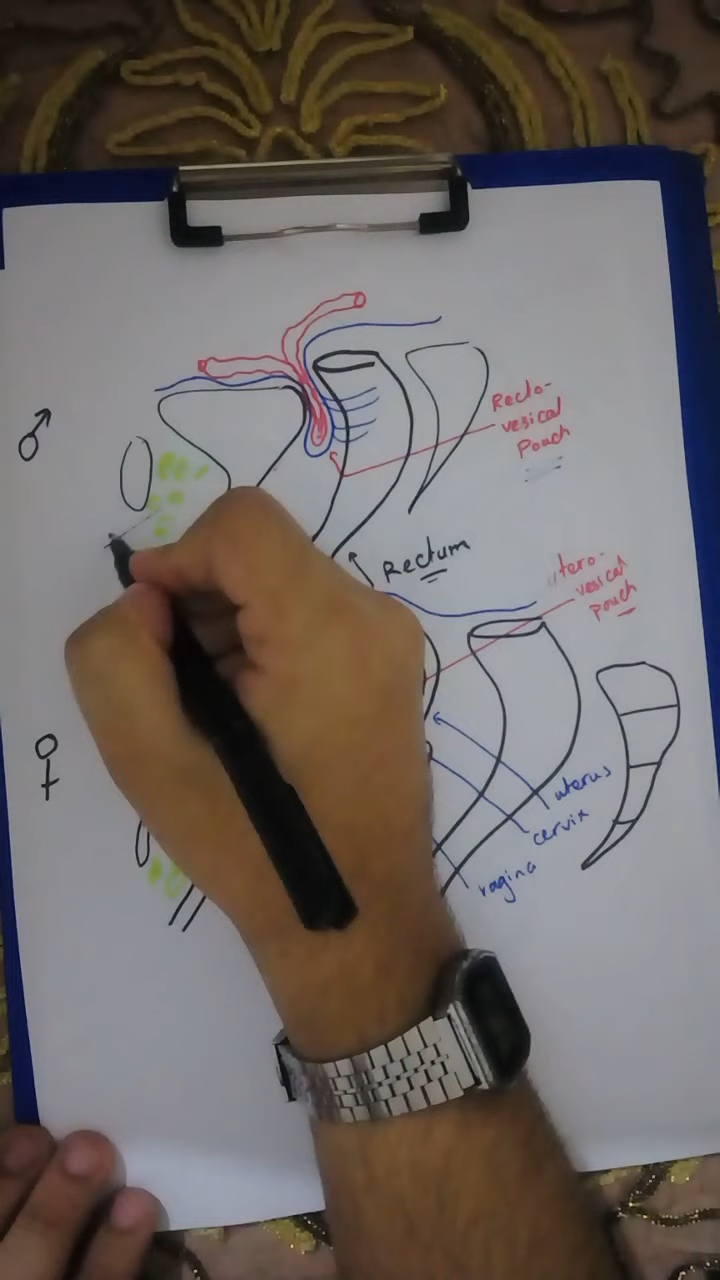 ♂
Recto-
vesical
Pouch
Rectum
utero-
vesical
pouch
♀
uterus
cervix
vagina